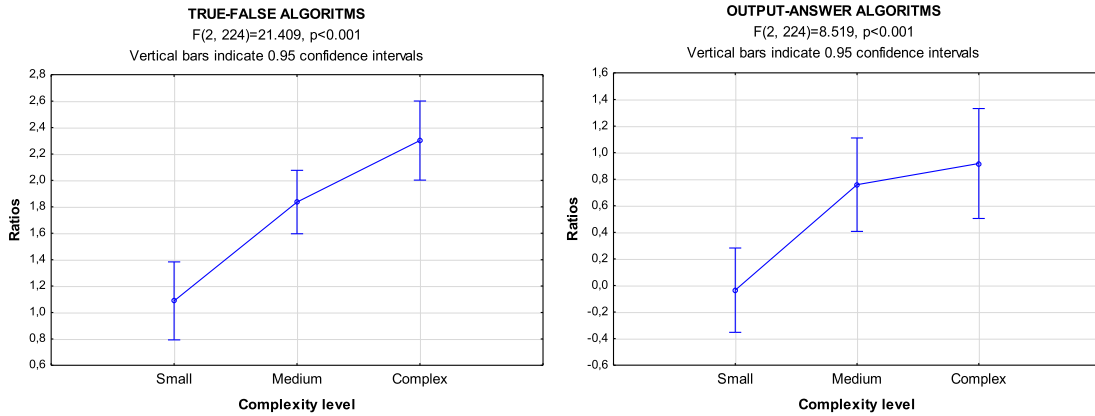 TRUE-FALSE ALGORITMS
F(2, 224)=21.409, p<0.001
Vertical bars indicate 0.95 confidence intervals
2,8
2,6
2,4
2,2
2,0
1,8
1,6
1,4
1,2
1,0
0,8
0,6
Ratios
Small Medium Complex
Complexity level
OUTPUT-ANSWER ALGORITMS
F(2, 224)=8.519, p<0.001
Vertical bars indicate 0.95 confidence intervals
1,6
1,4
1,2
1,0
0,8
0,6
0,4
0,2
0,0
-0,2
-0,4
-0,6
Ratios
Small Medium Complex
Complexity level